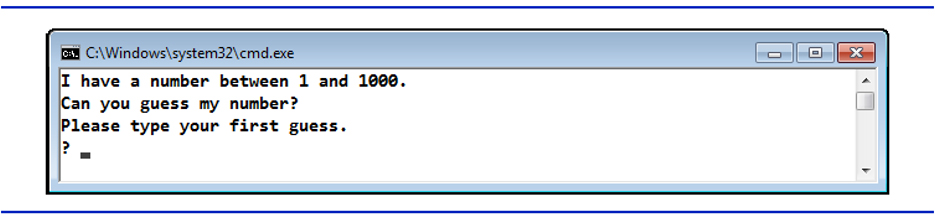 C:\Windows\system32\cmd.exe
I have a number between 1 and 1000.
Can you guess my number?
Please type your first guess.
? _